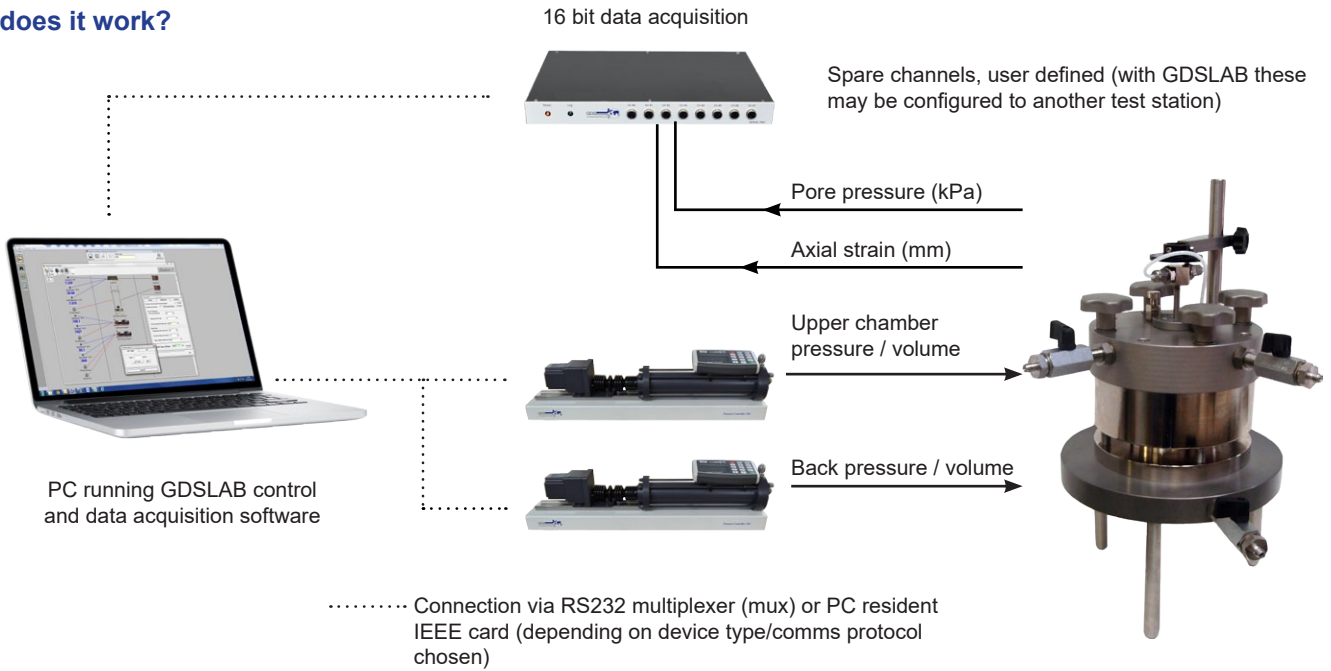 does it work?
16 bit data acquisition
Spare channels, user defined (with GDSLAB these
may be configured to another test station)
Pore pressure (kPa)
Axial strain (mm)
Upper chamber
pressure / volume
Back pressure / volume
PC running GDSLAB control
and data acquisition software
Connection via RS232 multiplexer (mux) or PC resident
IEEE card (depending on device type/comms protocol
chosen)